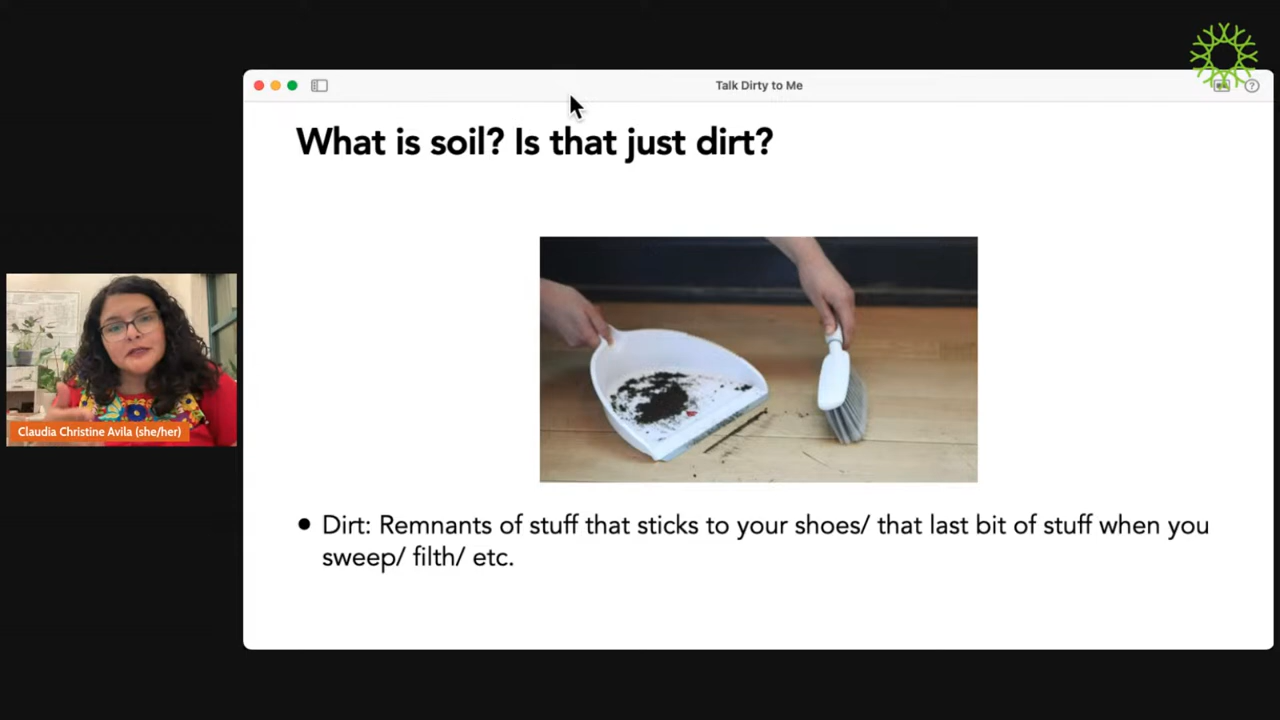 Talk Dirty to Me
What is soil? Is that just dirt?
Claudia Christine Avila (she/her)
● Dirt: Remnants of stuff that sticks to your shoes/ that last bit of stuff when you
sweep/ filth/ etc.